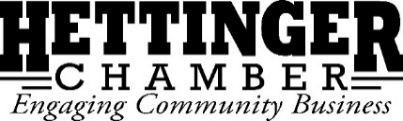 HETTINGER
CHAMBER
Engaging Community Business